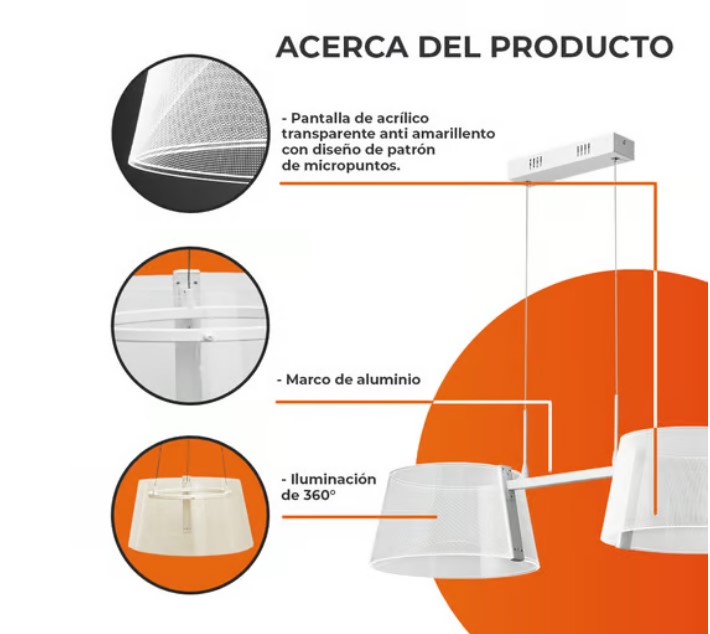 ACERCA DEL PRODUCTO
- Pantalla de acrílico
transparente anti amarillento
con diseño de patrón
de micropuntos.
- Marco de aluminio
- Iluminación
de 360°